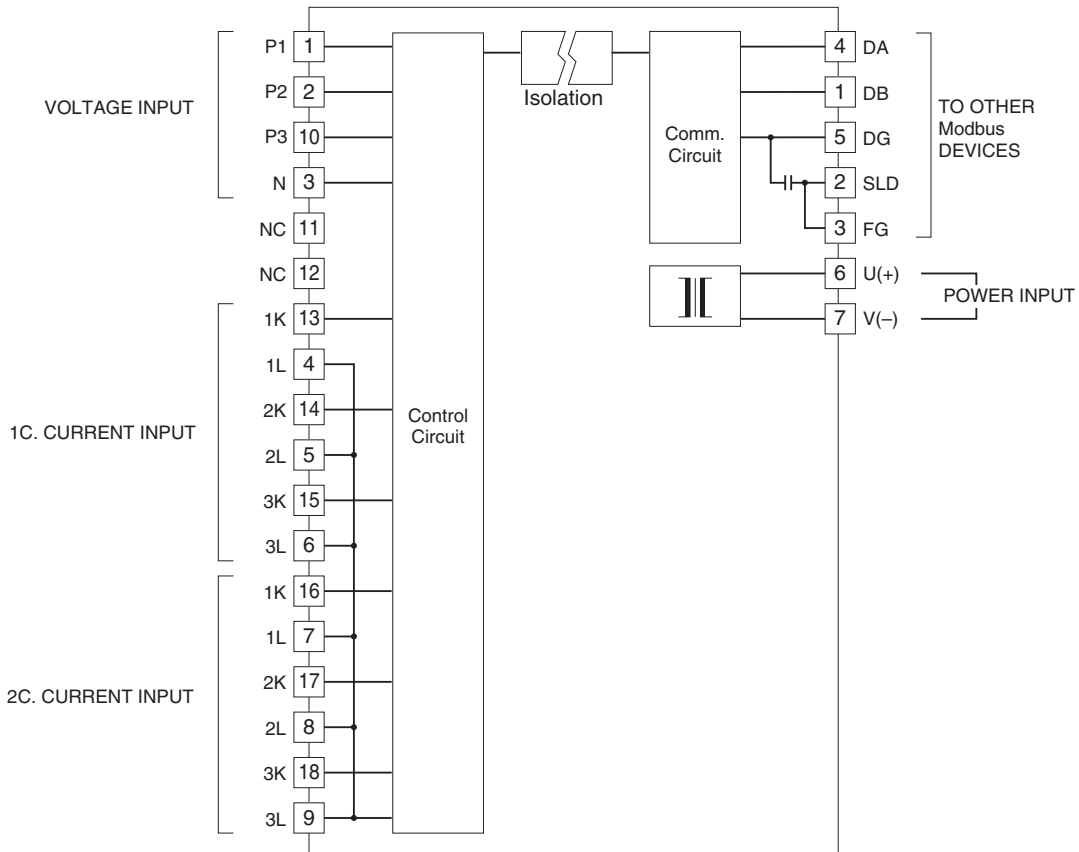 VOLTAGE INPUT
P1 1
P2 2
P3 10
N 3
NC 11
NC 12
1C. CURRENT INPUT
1K 13
1L 4
2K 14
2L 5
3K 15
3L 6
2C. CURRENT INPUT
1K 16
1L 7
2K 17
2L 8
3K 18
3L 9
Control
Circuit
Isolation
Comm.
Circuit
4 DA
1 DB
5 DG
2 SLD
3 FG
TO OTHER
Modbus
DEVICES
6 U(+)
7 V(–)
POWER INPUT